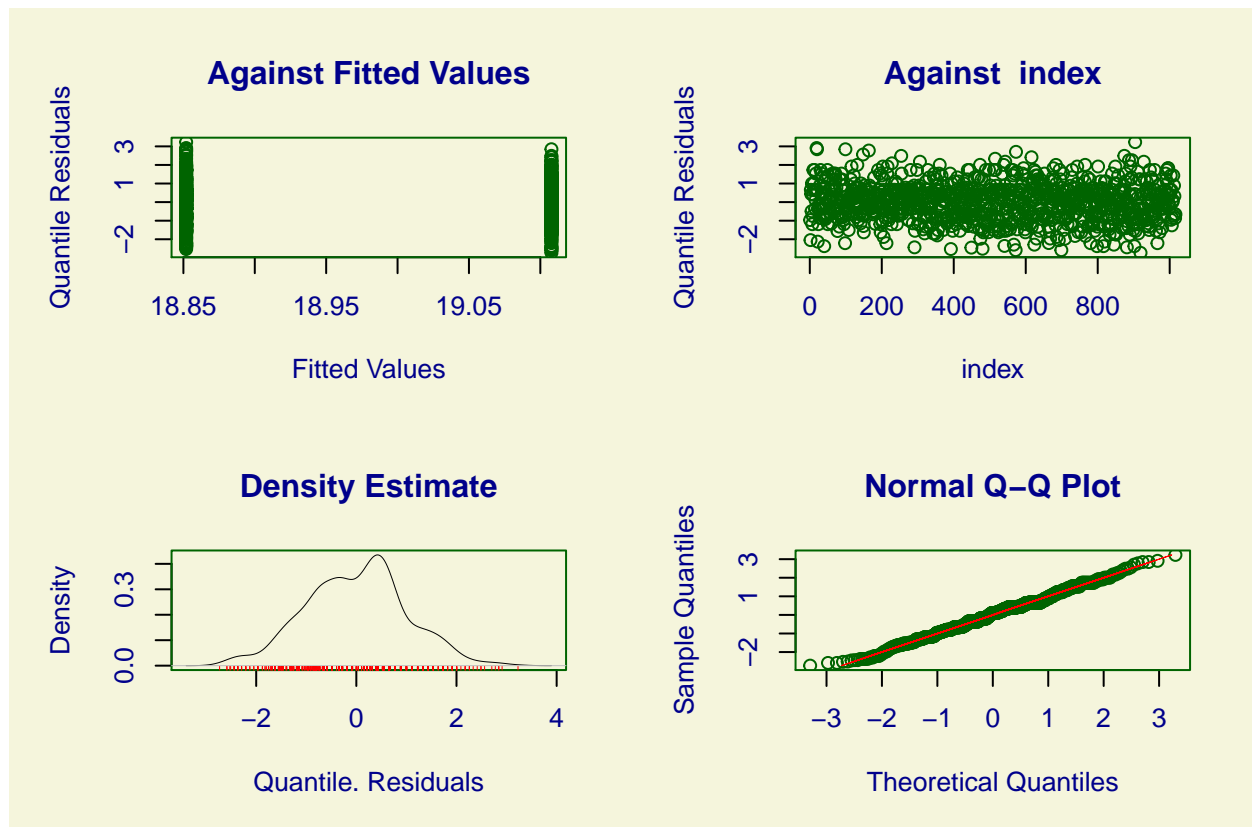 Against Fitted Values
Quantile Residuals
3
1
−2
18.85 18.95 19.05
Fitted Values
Against  index
Quantile Residuals
3
1
−2
0 200 400 600 800
index
Density Estimate
Density
0.3
0.0
−2 0 2 4
Quantile. Residuals
Normal Q−Q Plot
Sample Quantiles
3
1
−2
−3 −2 −1 0 1 2 3
Theoretical Quantiles